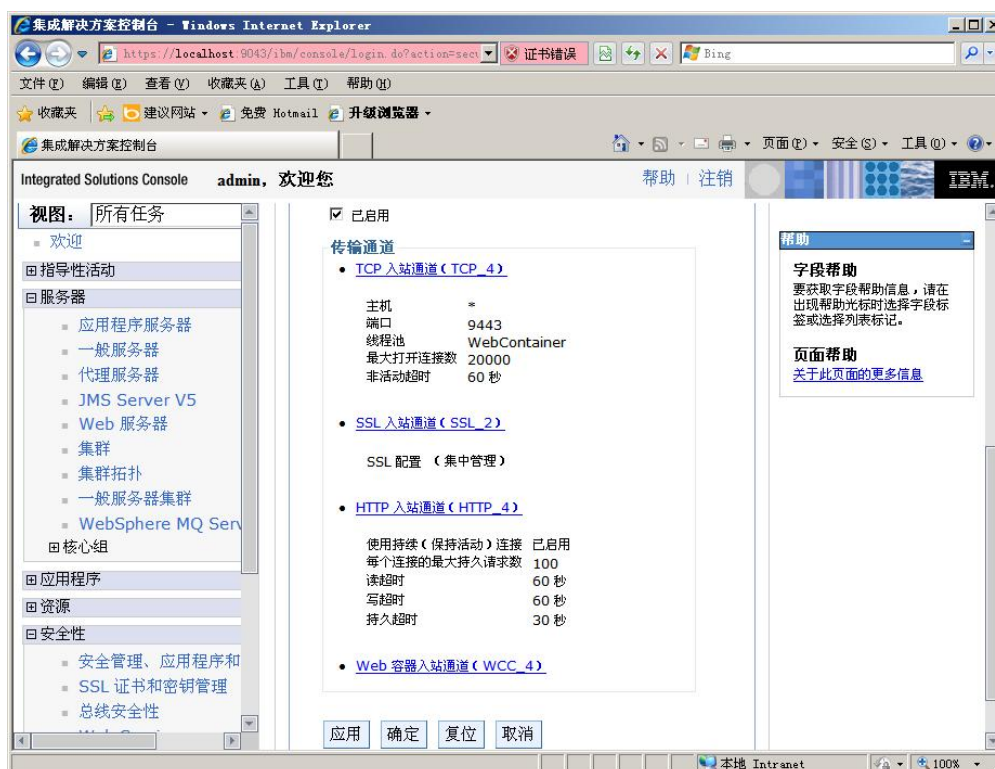 集成解决方案控制台 - Windows Internet Explorer
https://localhost:9043/ibm/console/login.do?action=sec
证书错误
Bing
文件(F) 编辑(E) 查看(V) 收藏夹(A) 工具(T) 帮助(H)
收藏夹 建议网站 免费 Hotmail 升级浏览器
集成解决方案控制台
页面(P) 安全(S) 工具(O)
Integrated Solutions Console admin，欢迎您
帮助 | 注销
IBM.
视图： 所有任务
欢迎
指导性活动
服务器
应用程序服务器
一般服务器
代理服务器
JMS Server V5
Web 服务器
集群
集群拓扑
一般服务器集群
WebSphere MQ Serv
核心组
应用程序
资源
安全性
安全管理、应用程序和
SSL 证书和密钥管理
总线安全性
已启用
传输通道
TCP 入站通道（TCP_4）
主机 *
端口 9443
线程池 WebContainer
最大打开连接数 20000
非活动超时 60 秒
SSL 入站通道（SSL_2）
SSL 配置 （集中管理）
HTTP 入站通道（HTTP_4）
使用持续（保持活动）连接 已启用
每个连接的最大持久请求数 100
读超时 60 秒
写超时 60 秒
持久超时 30 秒
Web 容器入站通道（WCC_4）
应用 确定 复位 取消
帮助
字段帮助
要获取字段帮助信息，请在
出现帮助光标时选择字段标
签或选择列表标记。
页面帮助
关于此页面的更多信息
本地 Intranet
100%